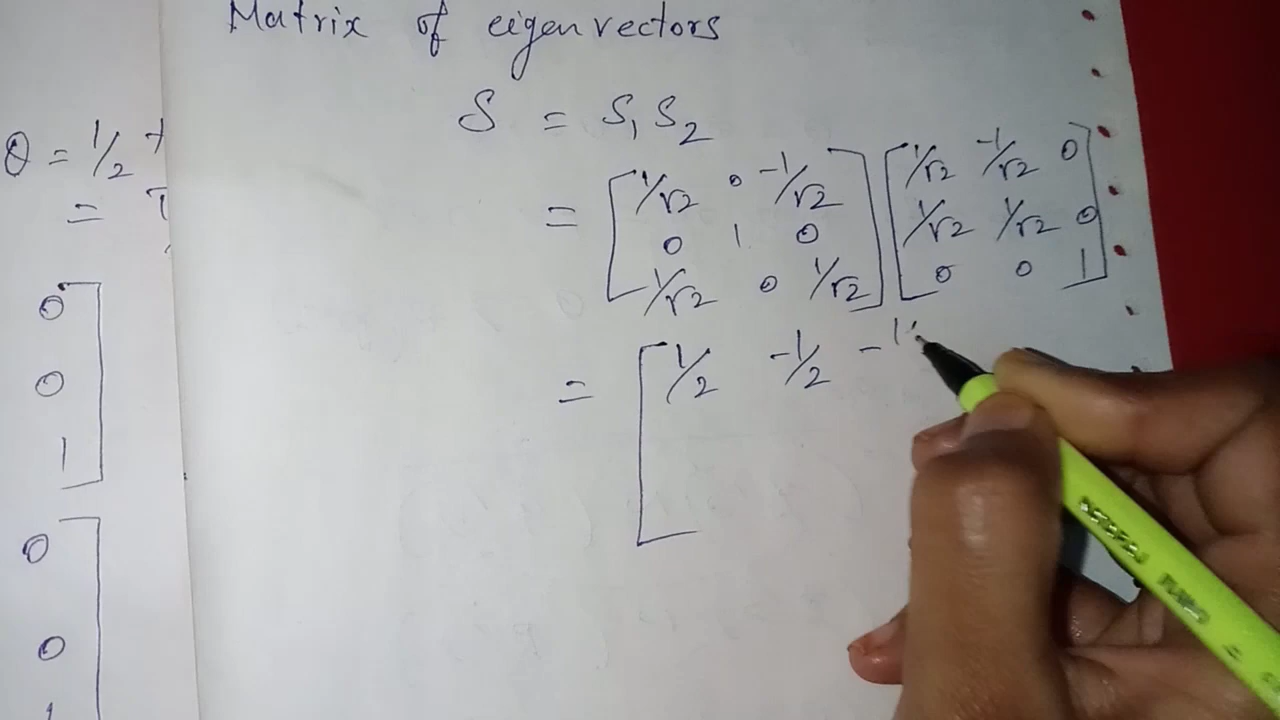 Matrix of eigenvectors
S = S₁ S₂
= [ 1/√2 0 -1/√2 ] [ 1/√2 -1/√2 0 ]
[ 0 1 0 ] [ 1/√2 1/√2 0 ]
[ 1/√2 0 1/√2 ] [ 0 0 1 ]
= [ 1/2 -1/2 -1
θ = 1/2
=
0 ]
0
1 ]
0 ]
0